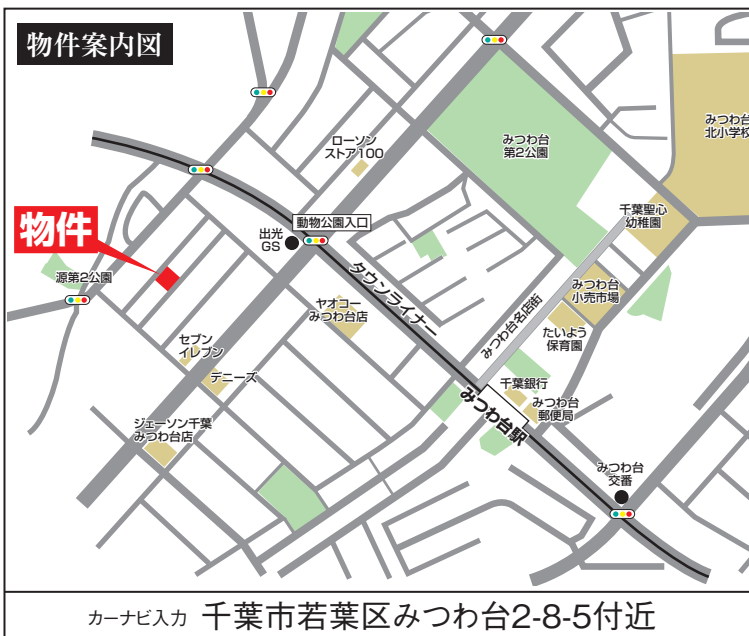 物件案内図
みつわ台
北小学校
ローソン
ストア100
みつわ台
第2公園
千葉聖心
幼稚園
物件
動物公園入口
出光
GS
源第2公園
タウンライナー
みつわ台
小売市場
ヤオコー
みつわ台店
みつわ台名店街
たいよう
保育園
セブン
イレブン
デニーズ
千葉銀行
みつわ台
郵便局
みつわ台駅
ジェーソン千葉
みつわ台店
みつわ台
交番
カーナビ入力 千葉市若葉区みつわ台2-8-5付近